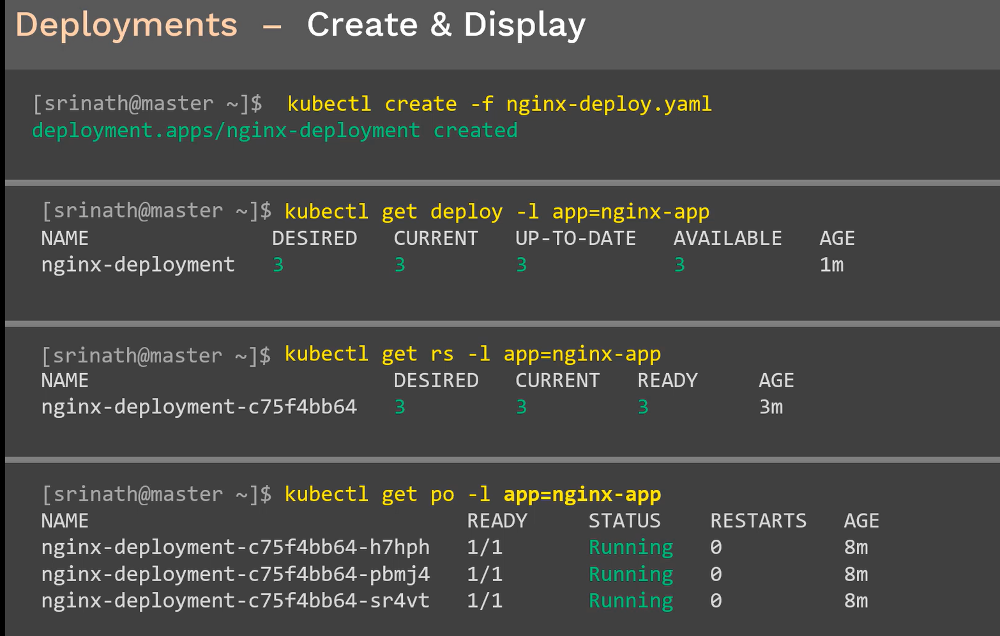 Deployments – Create & Display
[srinath@master ~]$ kubectl create -f nginx-deploy.yaml
deployment.apps/nginx-deployment created
[srinath@master ~]$ kubectl get deploy -l app=nginx-app
NAME DESIRED CURRENT UP-TO-DATE AVAILABLE AGE
nginx-deployment 3 3 3 3 1m
[srinath@master ~]$ kubectl get rs -l app=nginx-app
NAME DESIRED CURRENT READY AGE
nginx-deployment-c75f4bb64 3 3 3 3m
[srinath@master ~]$ kubectl get po -l app=nginx-app
NAME READY STATUS RESTARTS AGE
nginx-deployment-c75f4bb64-h7hph 1/1 Running 0 8m
nginx-deployment-c75f4bb64-pbmj4 1/1 Running 0 8m
nginx-deployment-c75f4bb64-sr4vt 1/1 Running 0 8m